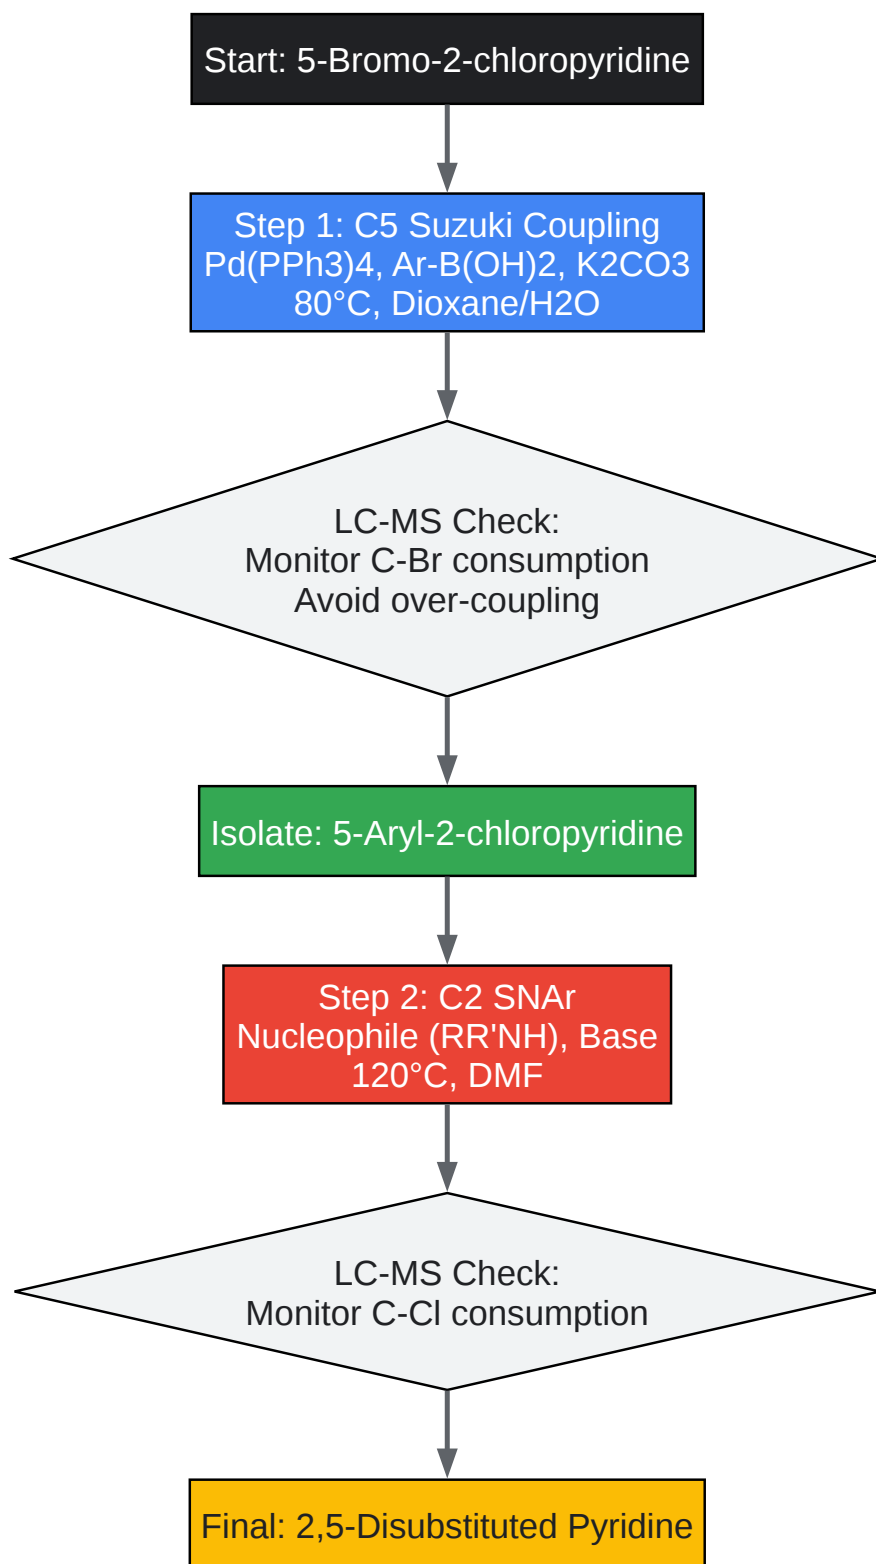 Start: 5-Bromo-2-chloropyridine
Step 1: C5 Suzuki Coupling
Pd(PPh3)4, Ar-B(OH)2, K2CO3
80°C, Dioxane/H2O
LC-MS Check:
Monitor C-Br consumption
Avoid over-coupling
Isolate: 5-Aryl-2-chloropyridine
Step 2: C2 SNAr
Nucleophile (RR'NH), Base
120°C, DMF
LC-MS Check:
Monitor C-Cl consumption
Final: 2,5-Disubstituted Pyridine